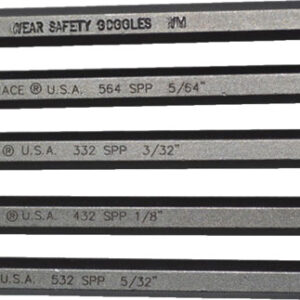 WEAR SAFETY GOGGLES
ACE ® U.S.A. 564 SPP 5/64"
® U.S.A. 332 SPP 3/32"
® U.S.A. 432 SPP 1/8"
U.S.A. 532 SPP 5/32"